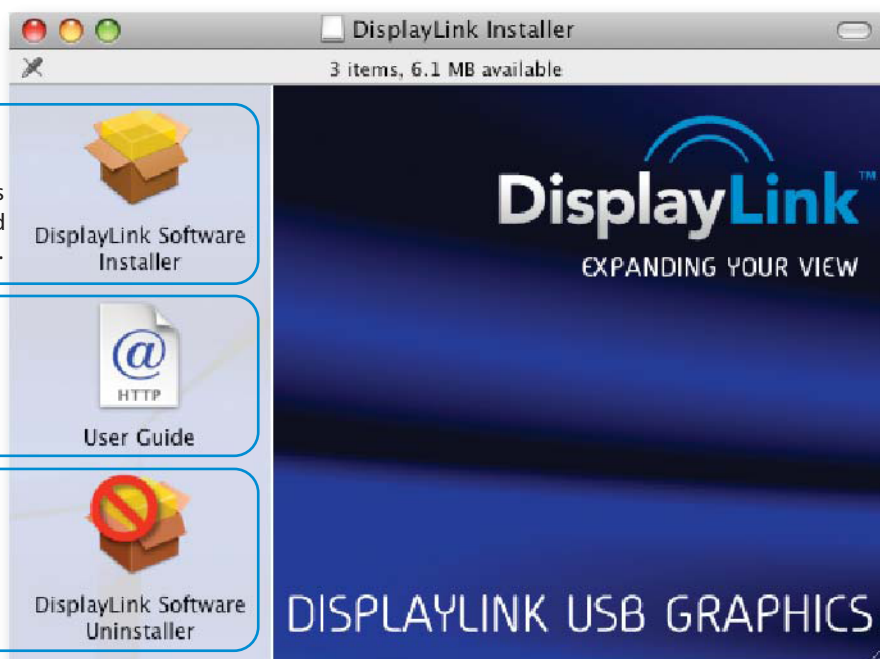 DisplayLink Installer
3 items, 6.1 MB available
DisplayLink Software
Installer
@
HTTP
User Guide
DisplayLink Software
Uninstaller
DisplayLink™
EXPANDING YOUR VIEW
DISPLAYLINK USB GRAPHICS